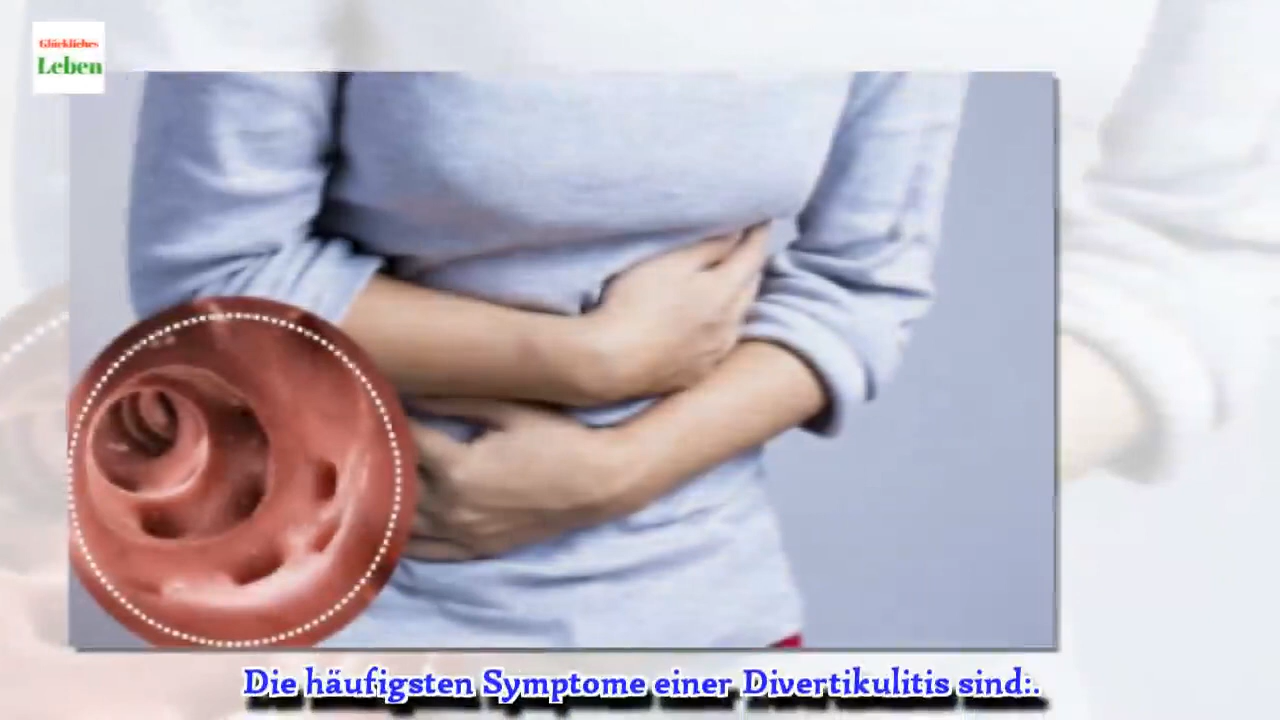 Glückliches
Leben
Die häufigsten Symptome einer Divertikulitis sind:.